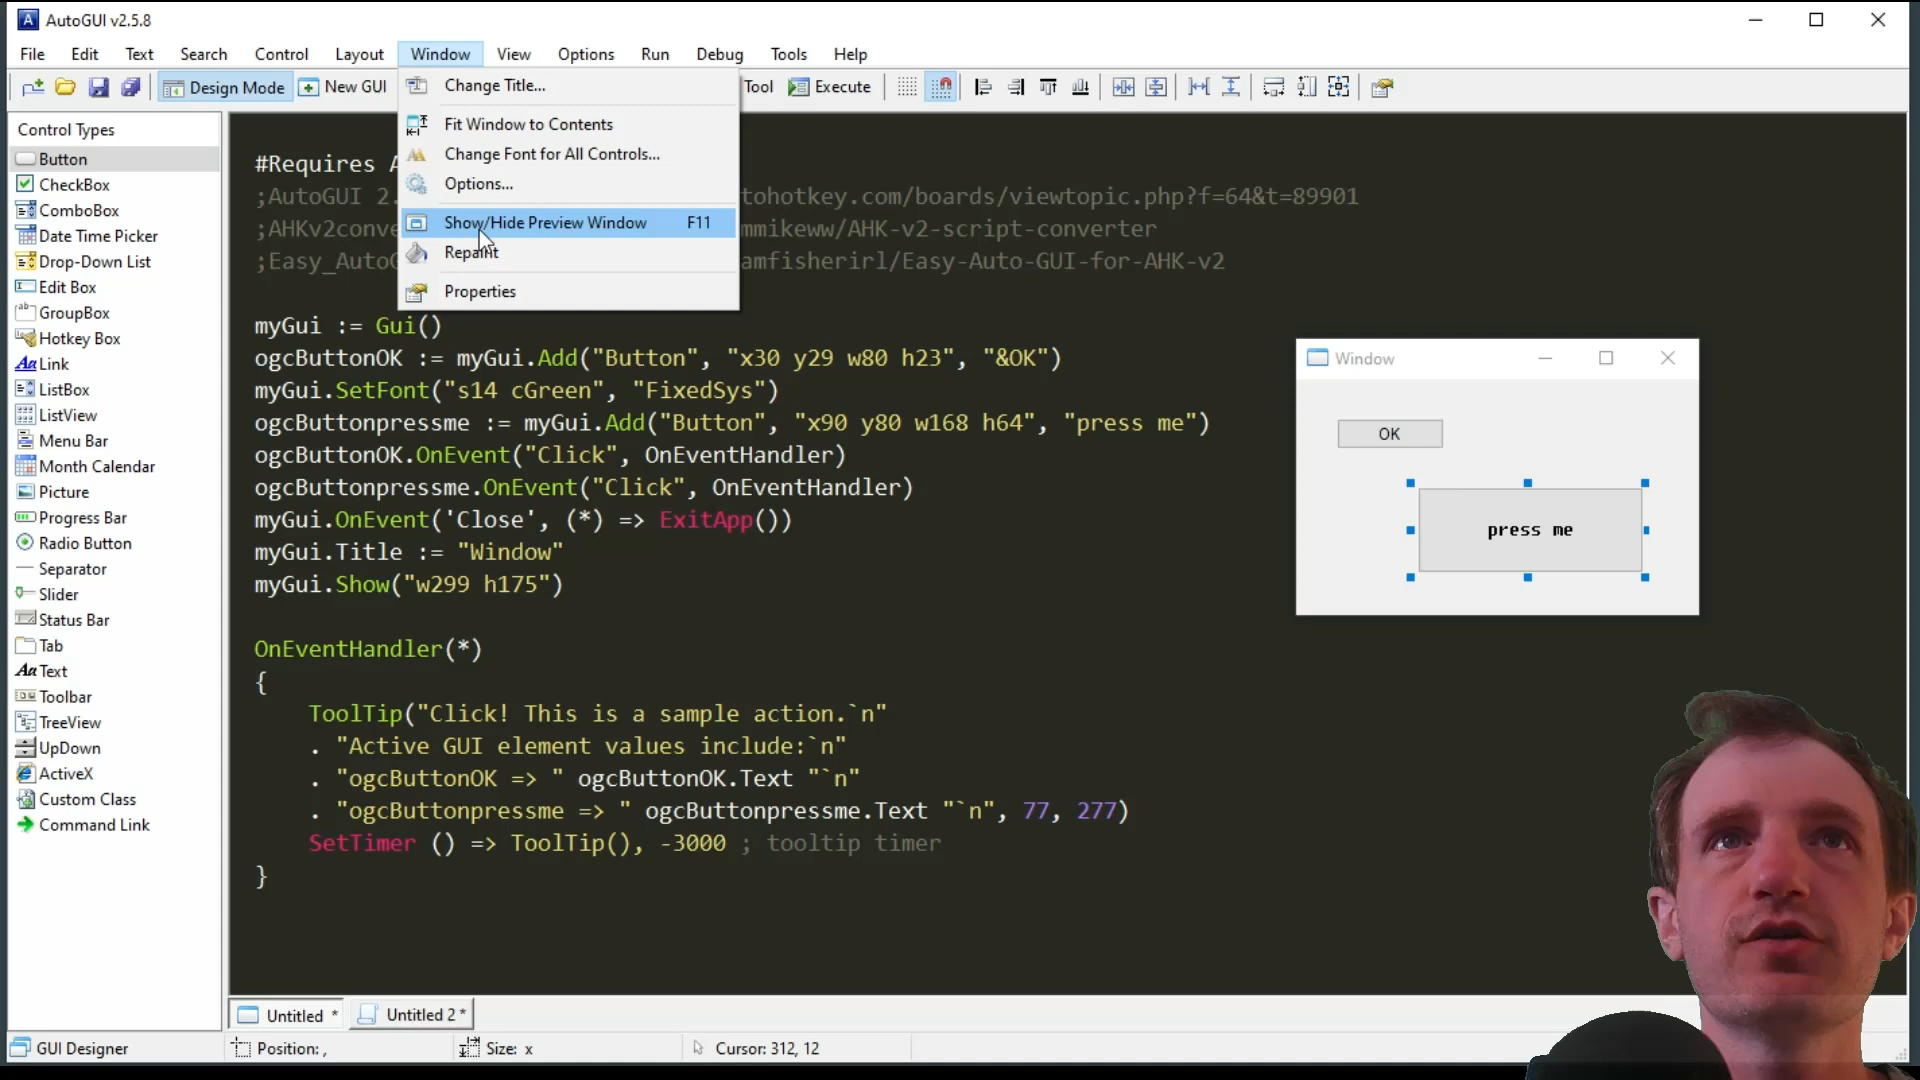 AutoGUI v2.5.8
File Edit Text Search Control Layout Window View Options Run Debug Tools Help
Design Mode New GUI Tool Execute
Change Title...
Fit Window to Contents
Change Font for All Controls...
Options...
Show/Hide Preview Window F11
Repaint
Properties
Control Types
Button
CheckBox
ComboBox
Date Time Picker
Drop-Down List
Edit Box
GroupBox
Hotkey Box
Link
ListBox
ListView
Menu Bar
Month Calendar
Picture
Progress Bar
Radio Button
Separator
Slider
Status Bar
Tab
Text
Toolbar
TreeView
UpDown
ActiveX
Custom Class
Command Link
#Requires A
;AutoGUI 2. tohotkey.com/boards/viewtopic.php?f=64&t=89901
;AHKv2conve mmikeww/AHK-v2-script-converter
;Easy_AutoG amfisherirl/Easy-Auto-GUI-for-AHK-v2
myGui := Gui()
ogcButtonOK := myGui.Add("Button", "x30 y29 w80 h23", "&OK")
myGui.SetFont("s14 cGreen", "FixedSys")
ogcButtonpressme := myGui.Add("Button", "x90 y80 w168 h64", "press me")
ogcButtonOK.OnEvent("Click", OnEventHandler)
ogcButtonpressme.OnEvent("Click", OnEventHandler)
myGui.OnEvent('Close', (*) => ExitApp())
myGui.Title := "Window"
myGui.Show("w299 h175")
OnEventHandler(*)
{
ToolTip("Click! This is a sample action.`n"
. "Active GUI element values include:`n"
. "ogcButtonOK => " ogcButtonOK.Text "`n"
. "ogcButtonpressme => " ogcButtonpressme.Text "`n", 77, 277)
SetTimer () => ToolTip(), -3000 ; tooltip timer
}
Window
OK
press me
Untitled * Untitled 2 *
GUI Designer Position: , Size: x Cursor: 312, 12